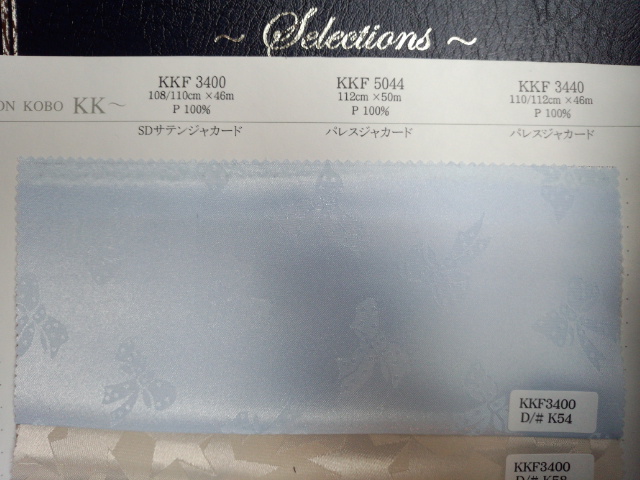 ~ Selections ~
ON KOBO KK~
KKF 3400
108/110cm ×46m
P 100%
SDサテンジャカード
KKF 5044
112cm ×50m
P 100%
パレスジャカード
KKF 3440
110/112cm ×46m
P 100%
パレスジャカード
KKF3400
D/# K54
KKF3400
D/# K58